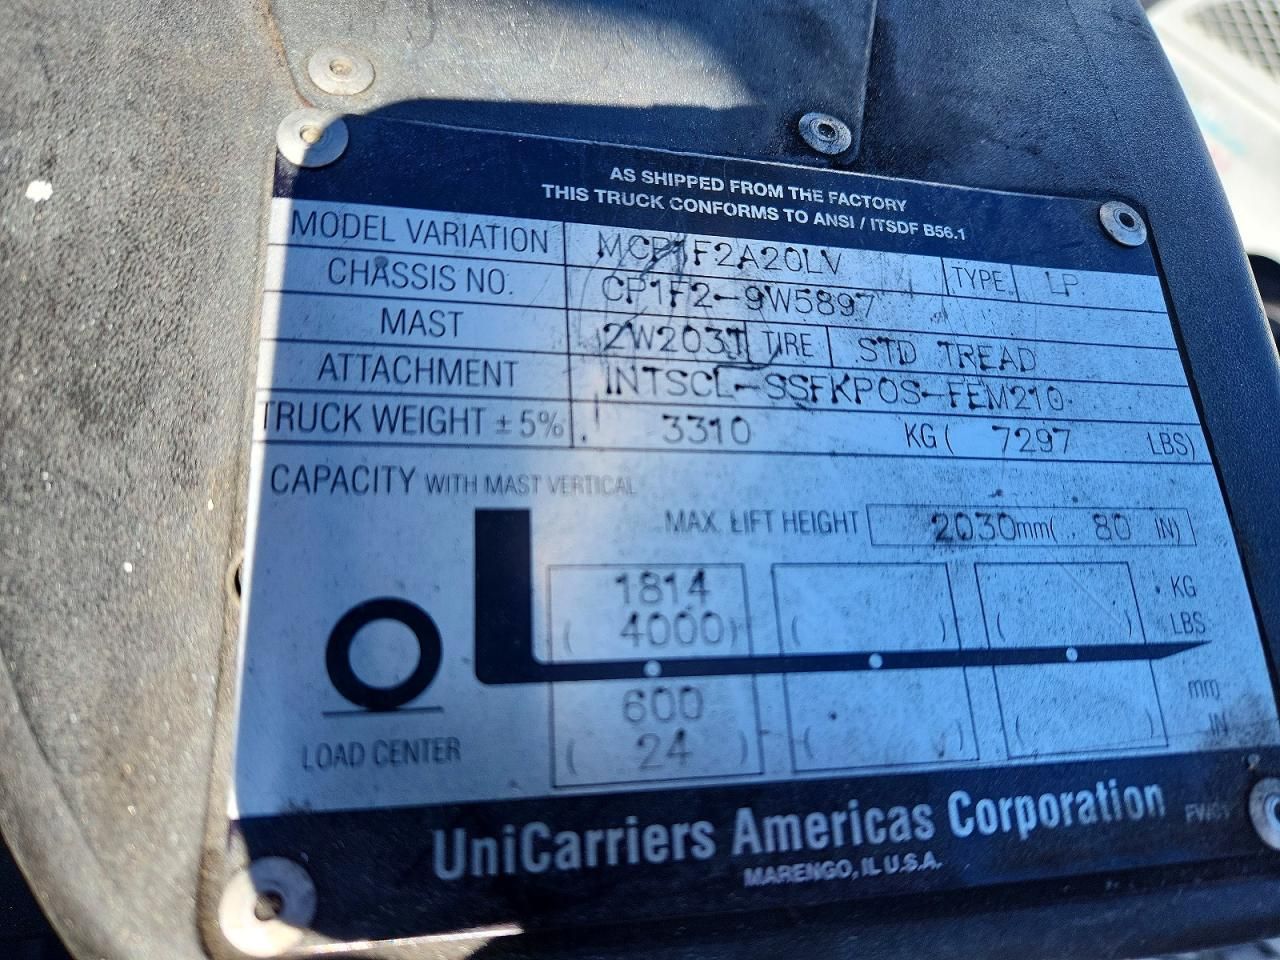 AS SHIPPED FROM THE FACTORY
THIS TRUCK CONFORMS TO ANSI / ITSDF B56.1
MODEL VARIATION MCP1F2A20LV TYPE LP
CHASSIS NO. CP1F2-9W5897
MAST 2W203T TIRE STD TREAD
ATTACHMENT INTSCL-SSFKPOS-FEM210
TRUCK WEIGHT ± 5% 3310 KG ( 7297 LBS)
CAPACITY WITH MAST VERTICAL
MAX. LIFT HEIGHT 2030mm( 80 IN)
1814 KG
( 4000 ) ( ) ( ) LBS
600 mm
( 24 ) ( ) ( ) IN
LOAD CENTER
UniCarriers Americas Corporation
MARENGO, IL U.S.A.